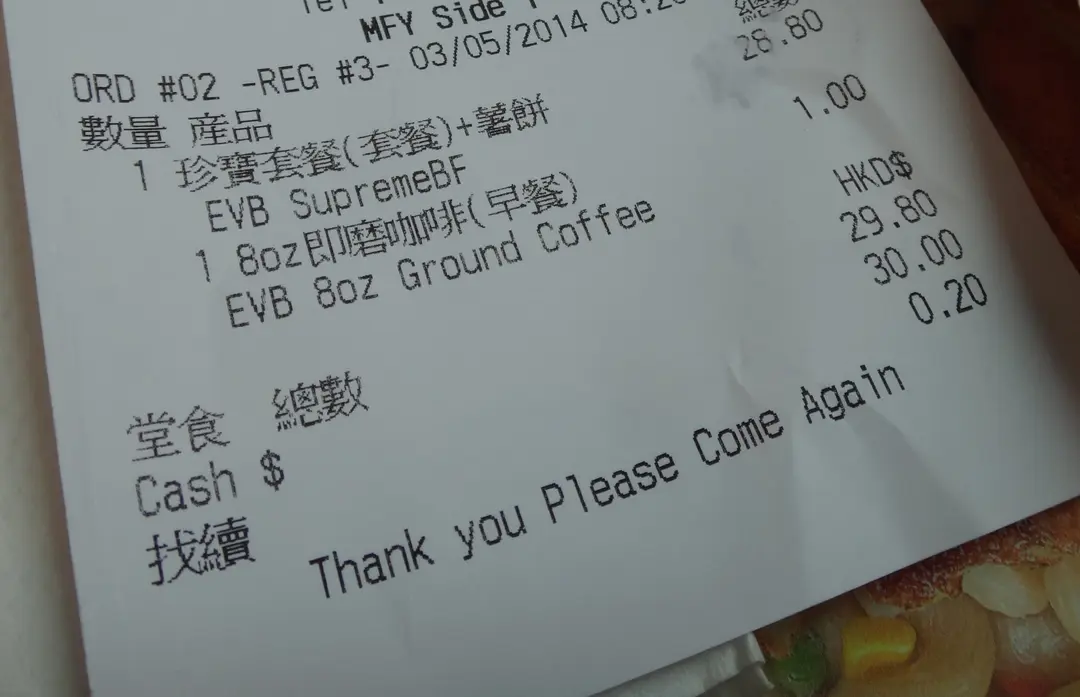 MFY Side
ORD #02 -REG #3- 03/05/2014
數量 產品 總數
1 珍寶套餐(套餐)+薯餅 28.80
EVB SupremeBF
1 8oz即磨咖啡(早餐) 1.00
EVB 8oz Ground Coffee
HKD$
堂食 總數 29.80
Cash $ 30.00
找續 0.20
Thank you Please Come Again